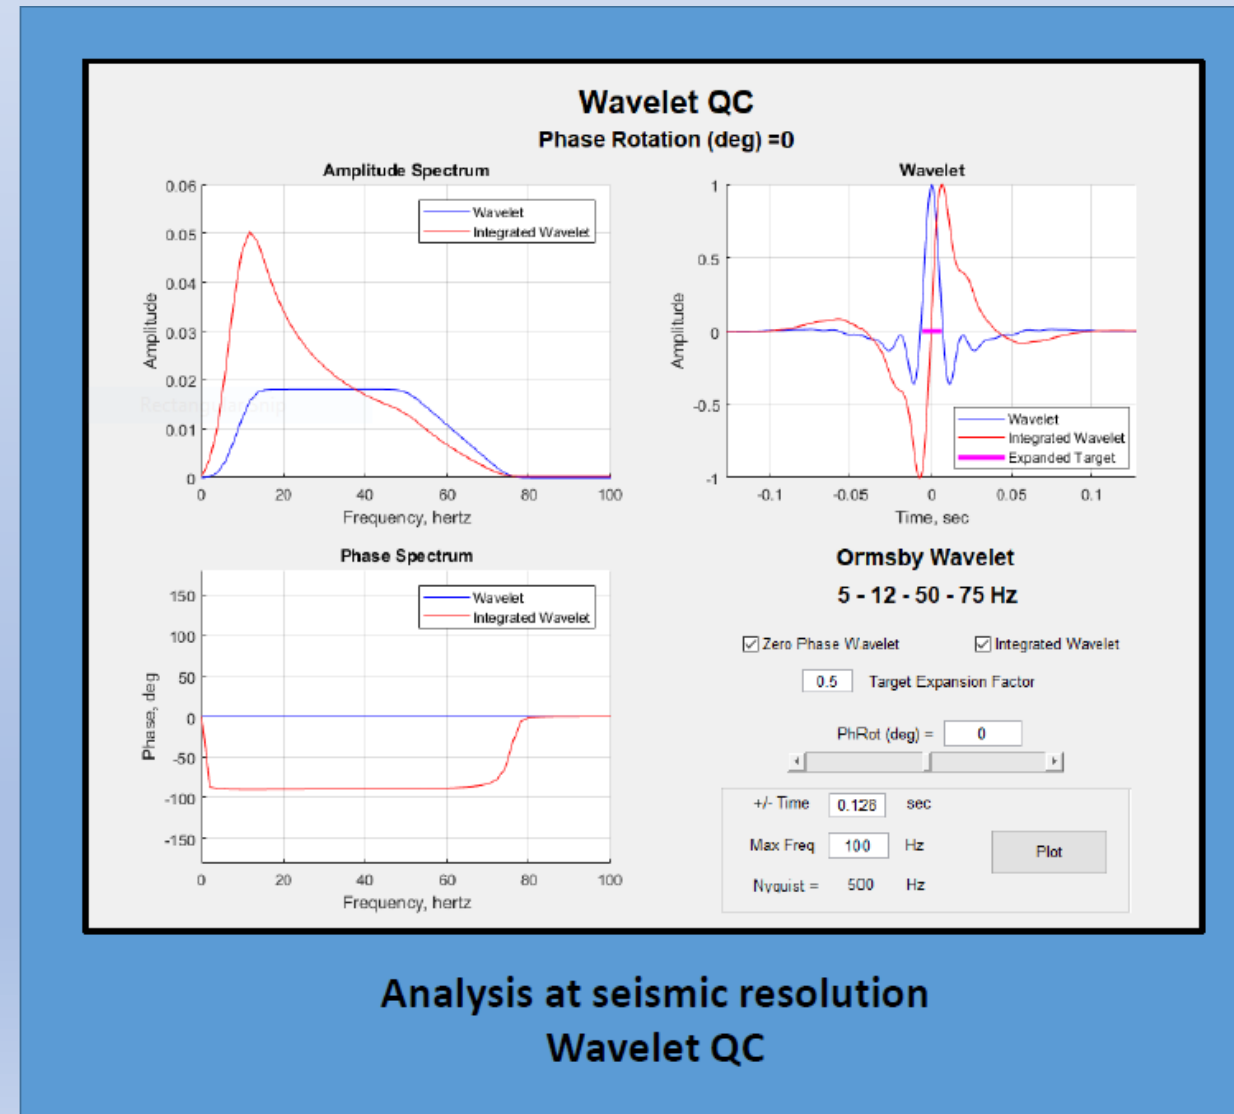 Wavelet QC
Phase Rotation (deg) =0
Amplitude Spectrum
0.06
0.05
0.04
0.03
0.02
0.01
0
Amplitude
Wavelet
Integrated Wavelet
0 20 40 60 80 100
Frequency, hertz
Wavelet
1
0.5
0
-0.5
-1
Amplitude
Wavelet
Integrated Wavelet
Expanded Target
-0.1 -0.05 0 0.05 0.1
Time, sec
Phase Spectrum
150
100
50
0
-50
-100
-150
Phase, deg
Wavelet
Integrated Wavelet
0 20 40 60 80 100
Frequency, hertz
Ormsby Wavelet
5 - 12 - 50 - 75 Hz
Zero Phase Wavelet Integrated Wavelet
0.5 Target Expansion Factor
PhRot (deg) = 0
+/- Time 0.128 sec
Max Freq 100 Hz
Plot
Nyquist = 500 Hz
Analysis at seismic resolution
Wavelet QC